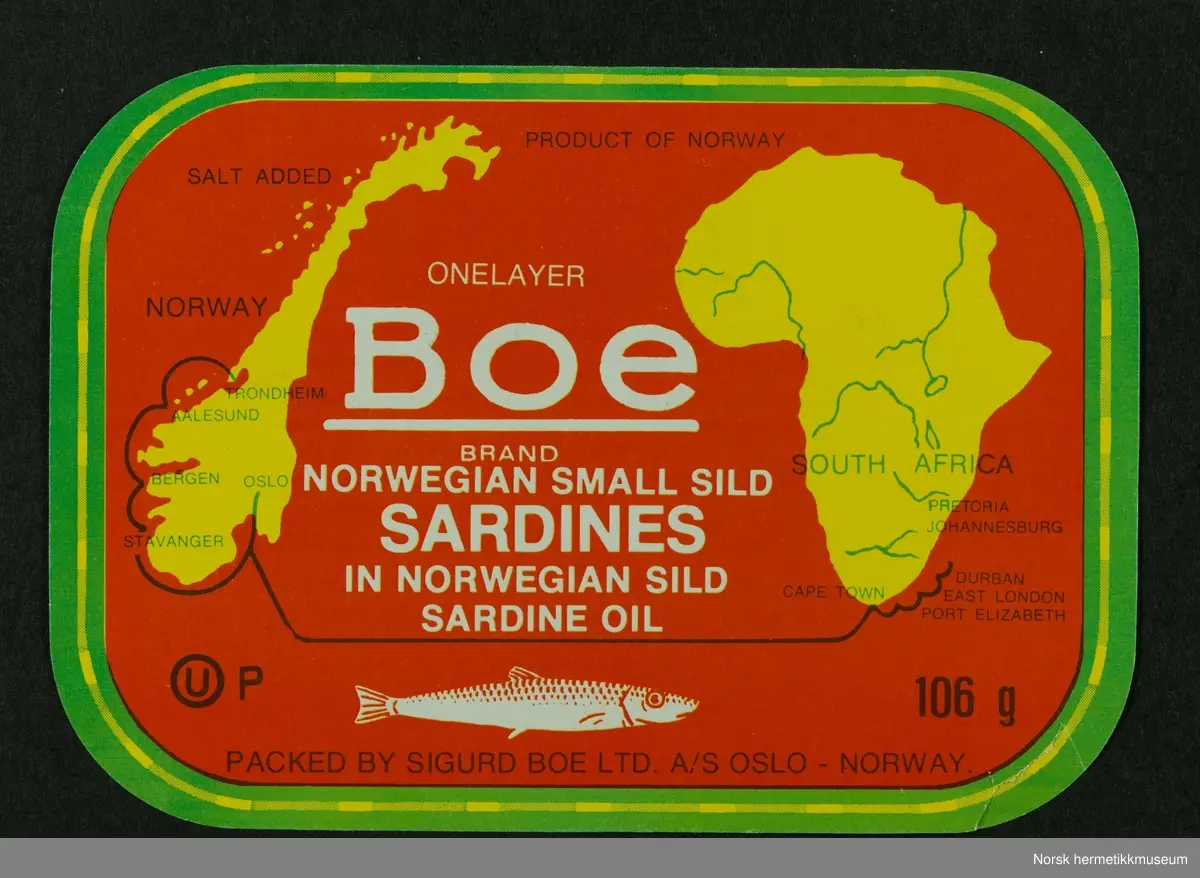 PRODUCT OF NORWAY
SALT ADDED
ONELAYER
NORWAY
Boe
TRONDHEIM
AALESUND
BRAND
BERGEN
OSLO
NORWEGIAN SMALL SILD
SOUTH AFRICA
SARDINES
PRETORIA
JOHANNESBURG
STAVANGER
IN NORWEGIAN SILD
CAPE TOWN
DURBAN
EAST LONDON
PORT ELIZABETH
SARDINE OIL
U P
106 g
PACKED BY SIGURD BOE LTD. A/S OSLO - NORWAY.
Norsk hermetikkmuseum